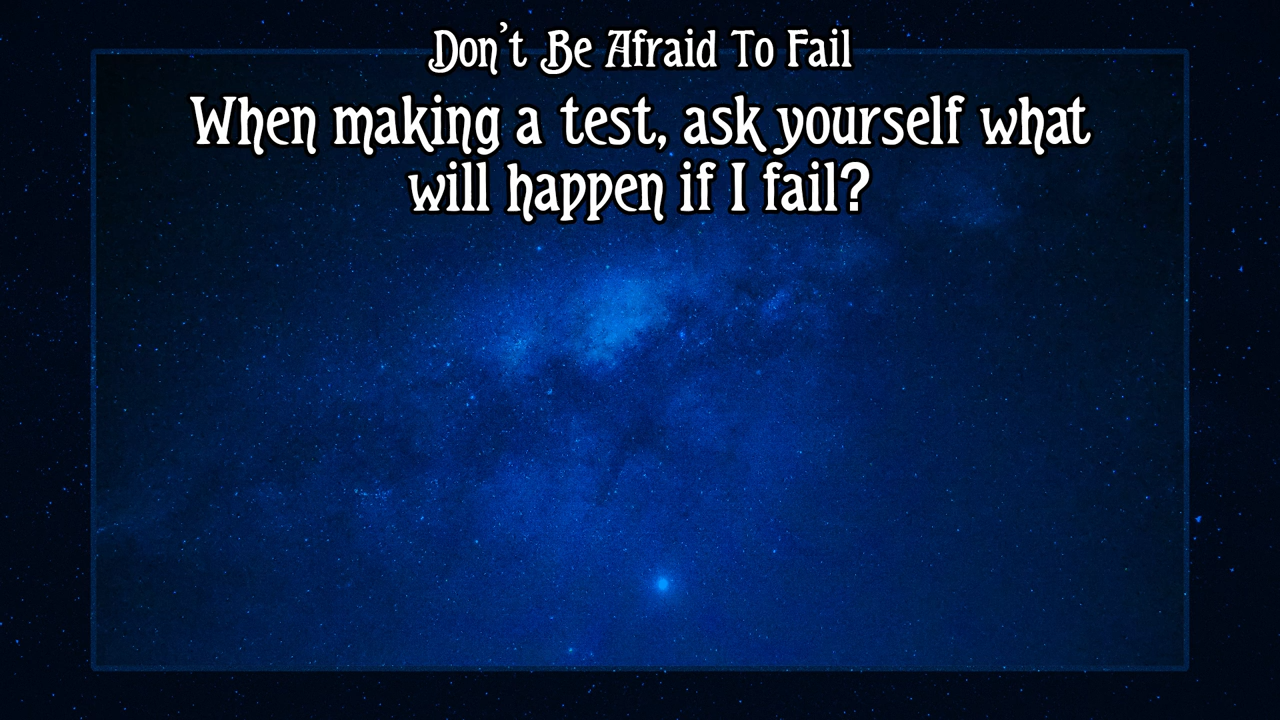 Don't Be Afraid To Fail
When making a test, ask yourself what
will happen if I fail?